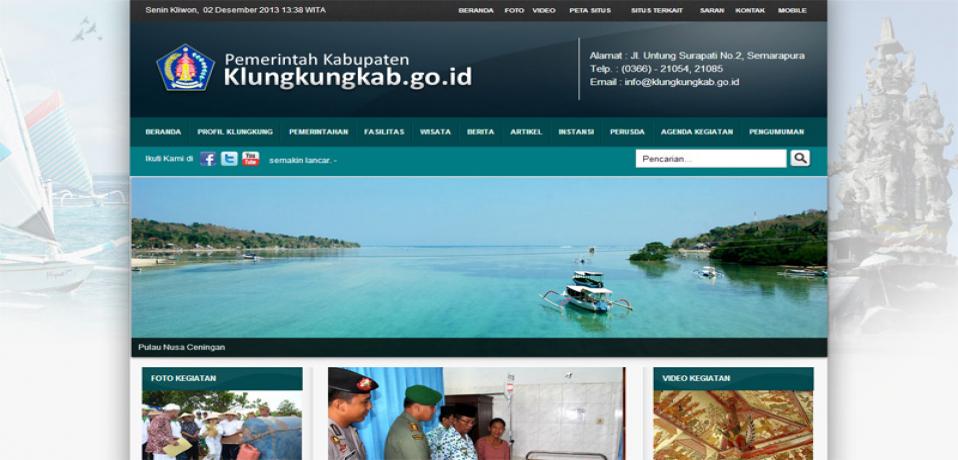 Senin Kliwon, 02 Desember 2013 13:38 WITA
BERANDA FOTO VIDEO PETA SITUS SITUS TERKAIT SARAN KONTAK MOBILE
Pemerintah Kabupaten
Klungkungkab.go.id
Alamat : Jl. Untung Surapati No.2, Semarapura
Telp. : (0366) - 21054, 21085
Email : info@klungkungkab.go.id
BERANDA PROFIL KLUNGKUNG PEMERINTAHAN FASILITAS WISATA BERITA ARTIKEL INSTANSI PERUSDA AGENDA KEGIATAN PENGUMUMAN
Ikuti Kami di f t You Tube semakin lancar. -
Pencarian...
Pulau Nusa Ceningan
FOTO KEGIATAN
VIDEO KEGIATAN